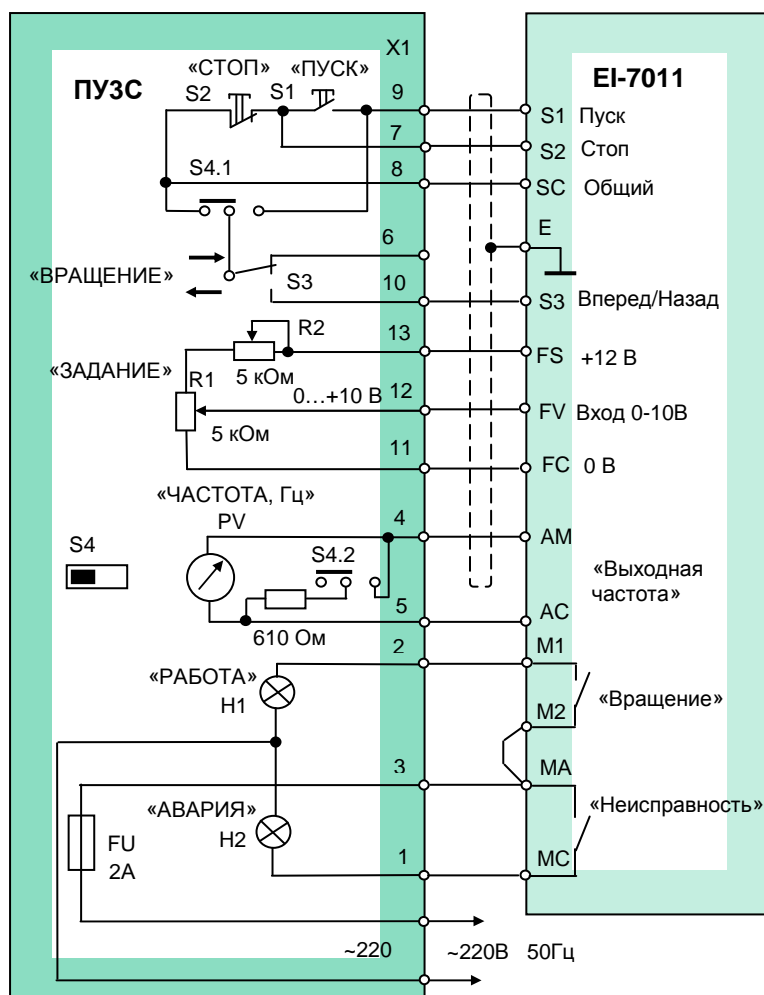 X1
ПУ3С
EI-7011
«СТОП» «ПУСК»
S2 S1 9
S1 Пуск
7
S2 Стоп
S4.1 8
SC Общий
6
E
«ВРАЩЕНИЕ»
S3 10
S3 Вперед/Назад
R2 13
FS +12 В
«ЗАДАНИЕ»
5 кОм
R1
0…+10 В 12
FV Вход 0-10В
5 кОм
11
FC 0 В
«ЧАСТОТА, Гц»
PV
4
AM
S4
S4.2
«Выходная
частота»
5
AC
610 Ом
2
M1
«РАБОТА»
H1
M2
«Вращение»
3
MA
«АВАРИЯ»
H2
«Неисправность»
FU
2А
1
MC
~220 ~220В 50Гц